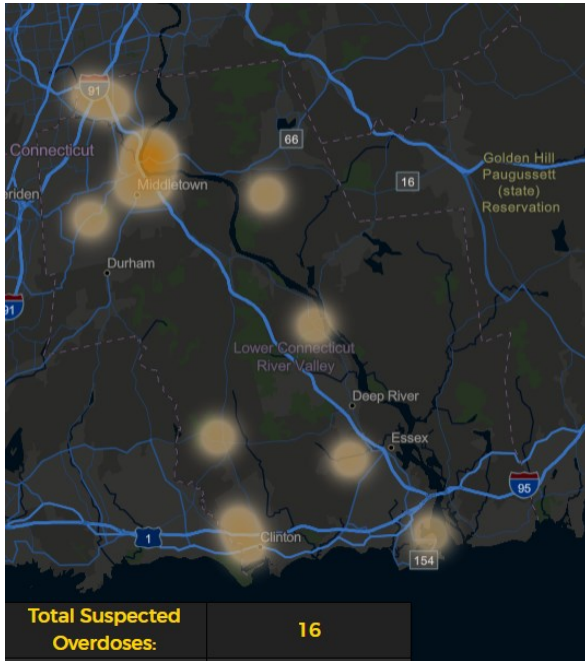 91
66
Connecticut
Middletown
eriden
16
Golden Hill
Paugussett
(state)
Reservation
Durham
91
Lower Connecticut
River Valley
Deep River
Essex
95
1
Clinton
154
Total Suspected
Overdoses:
16